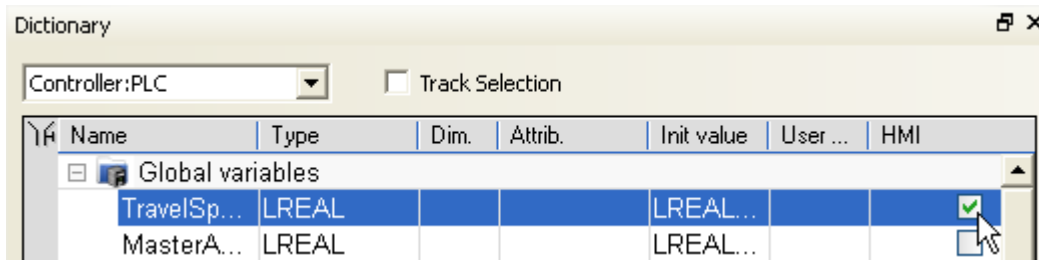 Dictionary
Controller:PLC Track Selection
Name Type Dim. Attrib. Init value User ... HMI
Global variables
TravelSp... LREAL LREAL...
MasterA... LREAL LREAL...